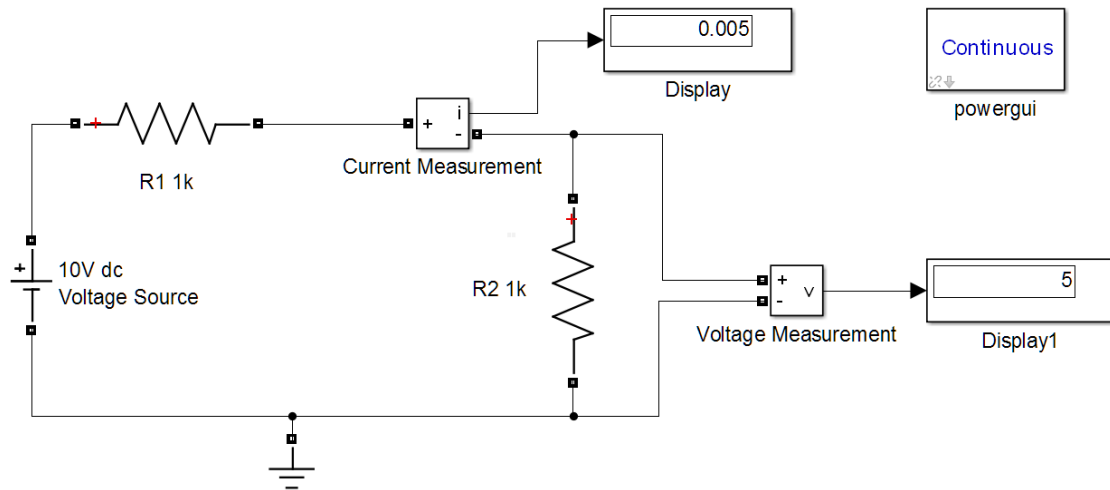 0.005
Display
Continuous
powergui
+
i
-
Current Measurement
R1 1k
+
10V dc
Voltage Source
R2 1k
+
-
v
Voltage Measurement
5
Display1